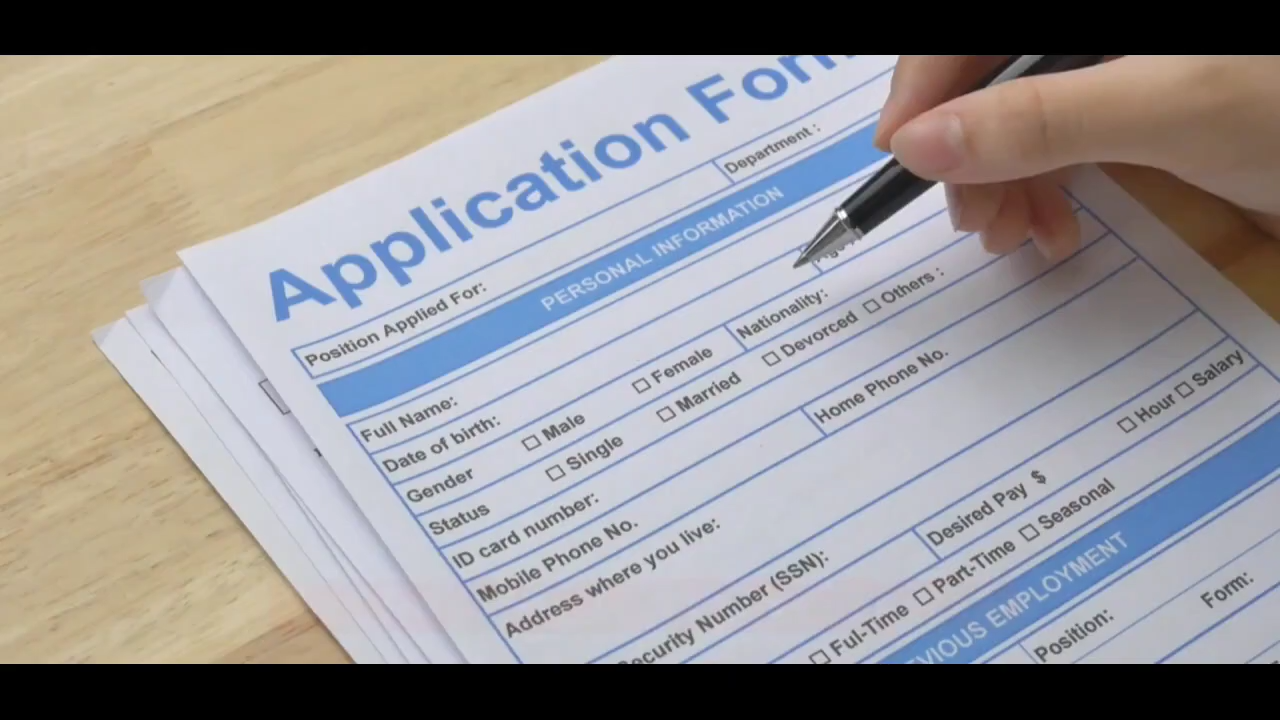 Application Form
Position Applied For:
Department :
PERSONAL INFORMATION
Full Name:
Date of birth:
Nationality:
Gender
Male
Female
Status
Single
Married
Devorced
Others :
ID card number:
Mobile Phone No.
Home Phone No.
Address where you live:
Security Number (SSN):
Desired Pay $
Hour
Salary
Ful-Time
Part-Time
Seasonal
VIOUS EMPLOYMENT
Position:
Form: